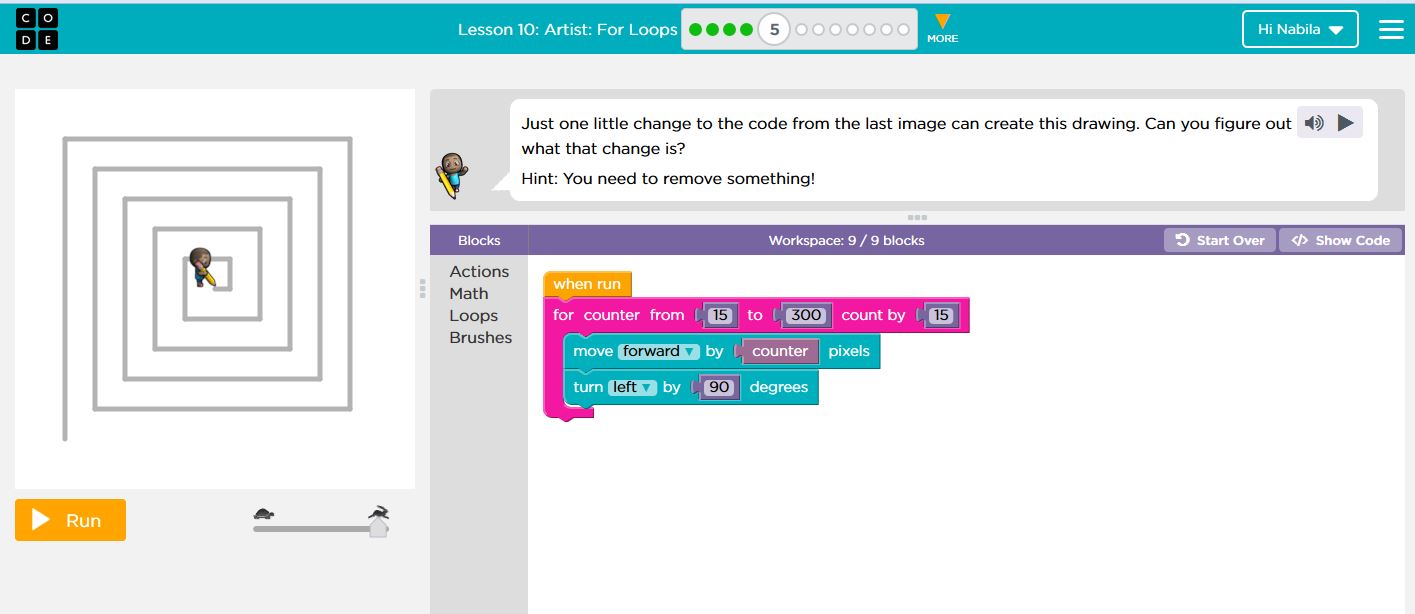 C O
D E
Lesson 10: Artist: For Loops
5
MORE
Hi Nabila
Just one little change to the code from the last image can create this drawing. Can you figure out
what that change is?
Hint: You need to remove something!
Blocks
Workspace: 9 / 9 blocks
Start Over
</> Show Code
Actions
Math
Loops
Brushes
when run
for counter from 15 to 300 count by 15
move forward by counter pixels
turn left by 90 degrees
Run